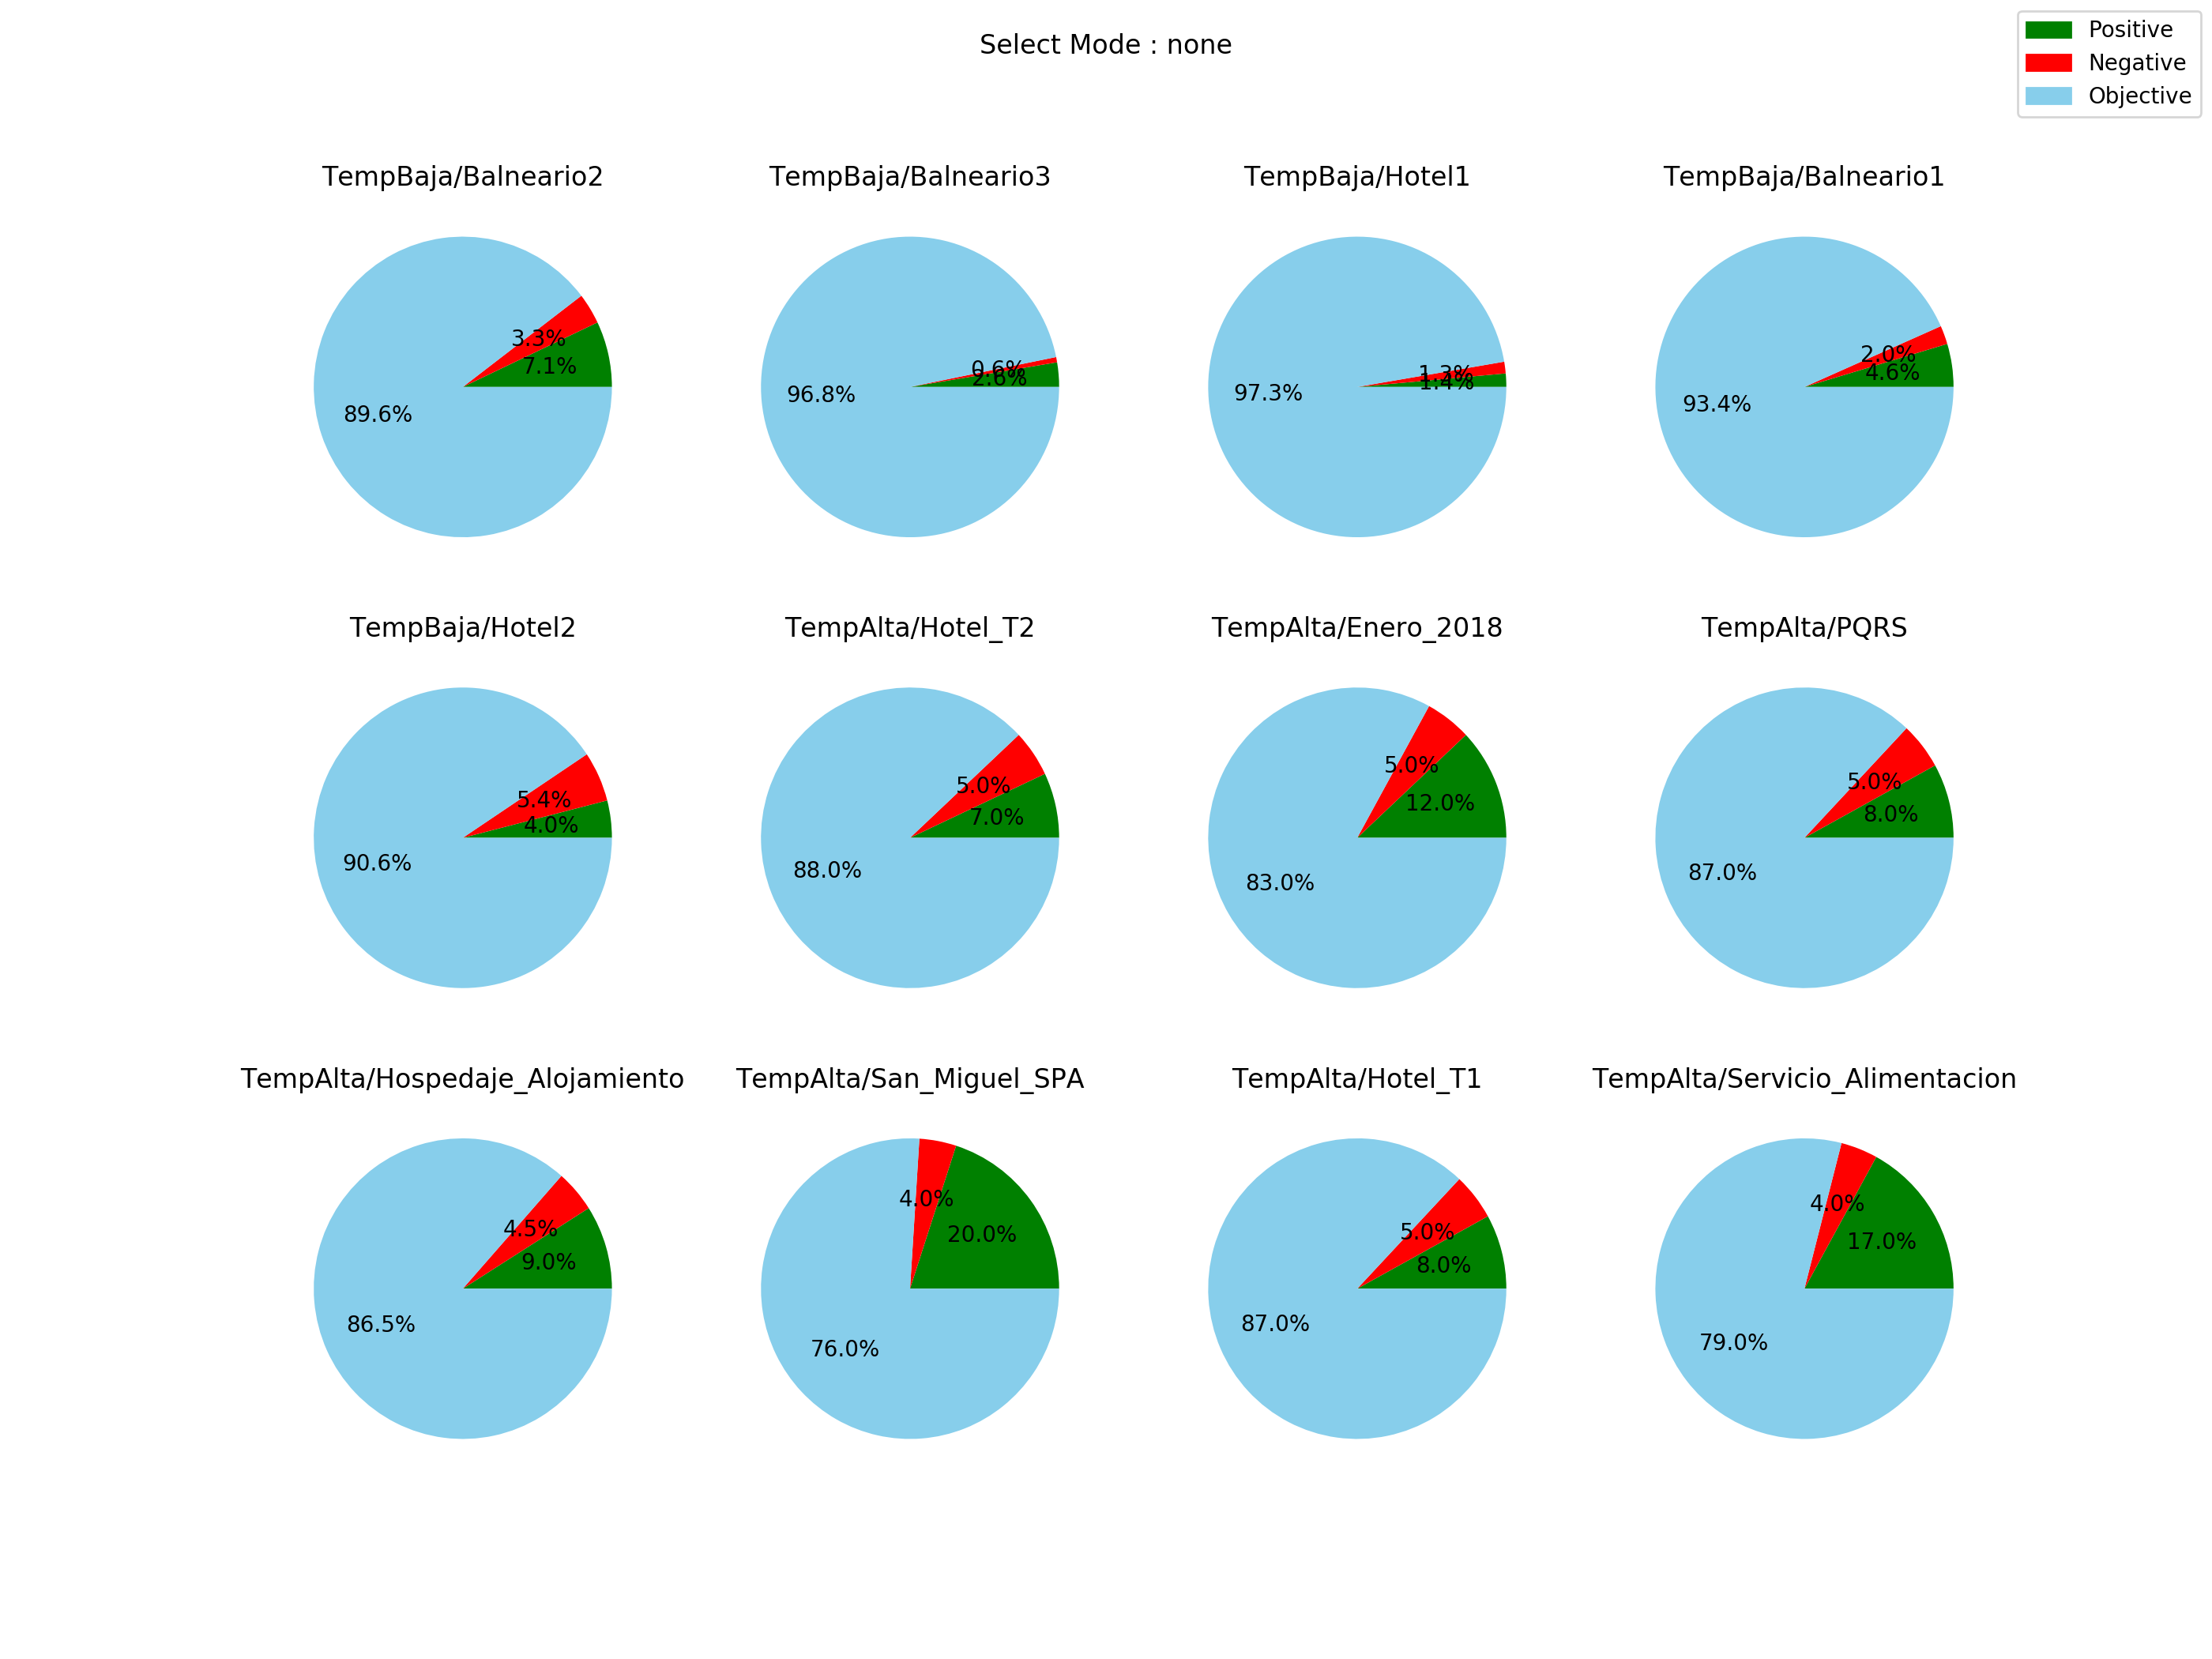 Select Mode : none
Positive
Negative
Objective
TempBaja/Balneario2
TempBaja/Balneario3
TempBaja/Hotel1
TempBaja/Balneario1
3.3%
7.1%
89.6%
0.6%
2.6%
96.8%
1.3%
1.4%
97.3%
2.0%
4.6%
93.4%
TempBaja/Hotel2
TempAlta/Hotel_T2
TempAlta/Enero_2018
TempAlta/PQRS
5.4%
4.0%
90.6%
5.0%
7.0%
88.0%
5.0%
12.0%
83.0%
5.0%
8.0%
87.0%
TempAlta/Hospedaje_Alojamiento
TempAlta/San_Miguel_SPA
TempAlta/Hotel_T1
TempAlta/Servicio_Alimentacion
4.5%
9.0%
86.5%
4.0%
20.0%
76.0%
5.0%
8.0%
87.0%
4.0%
17.0%
79.0%